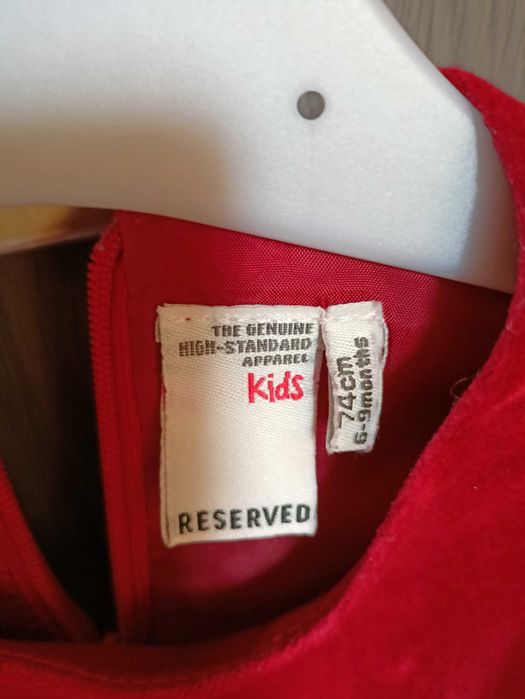 THE GENUINE
HIGH-STANDARD
APPAREL
Kids
RESERVED
74cm
6-9months